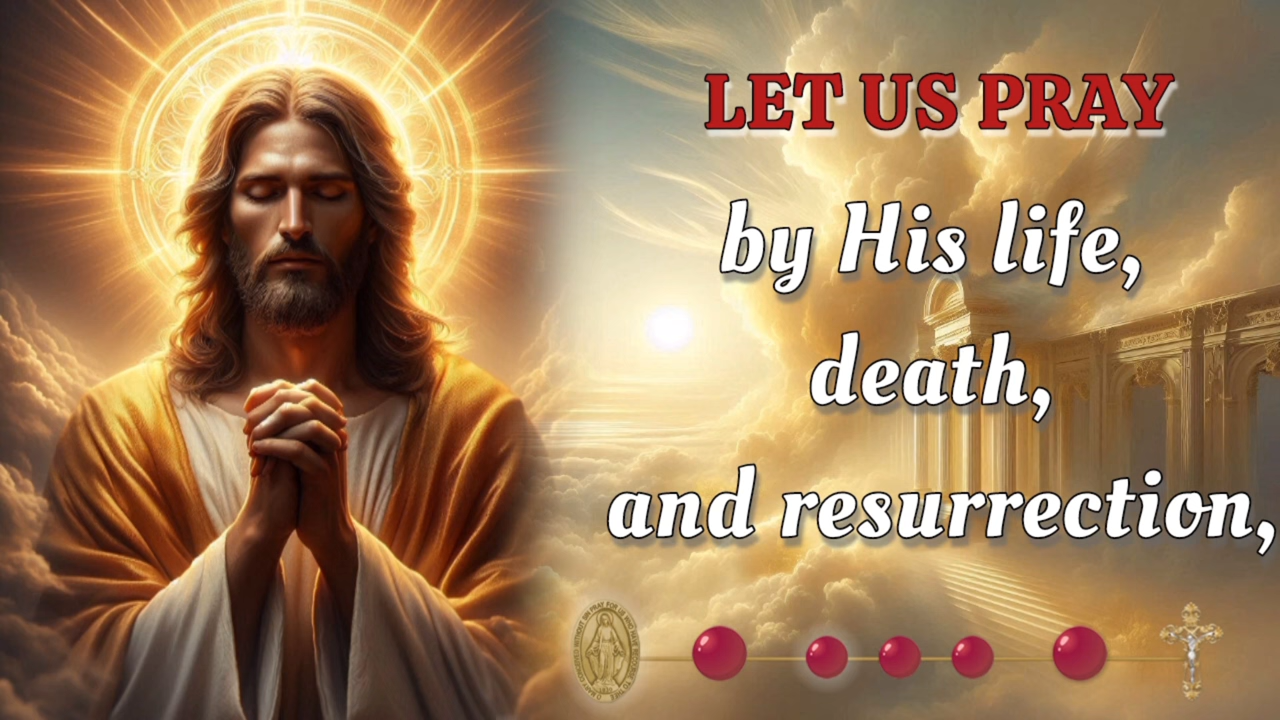 LET US PRAY
by His life,
death,
and resurrection,